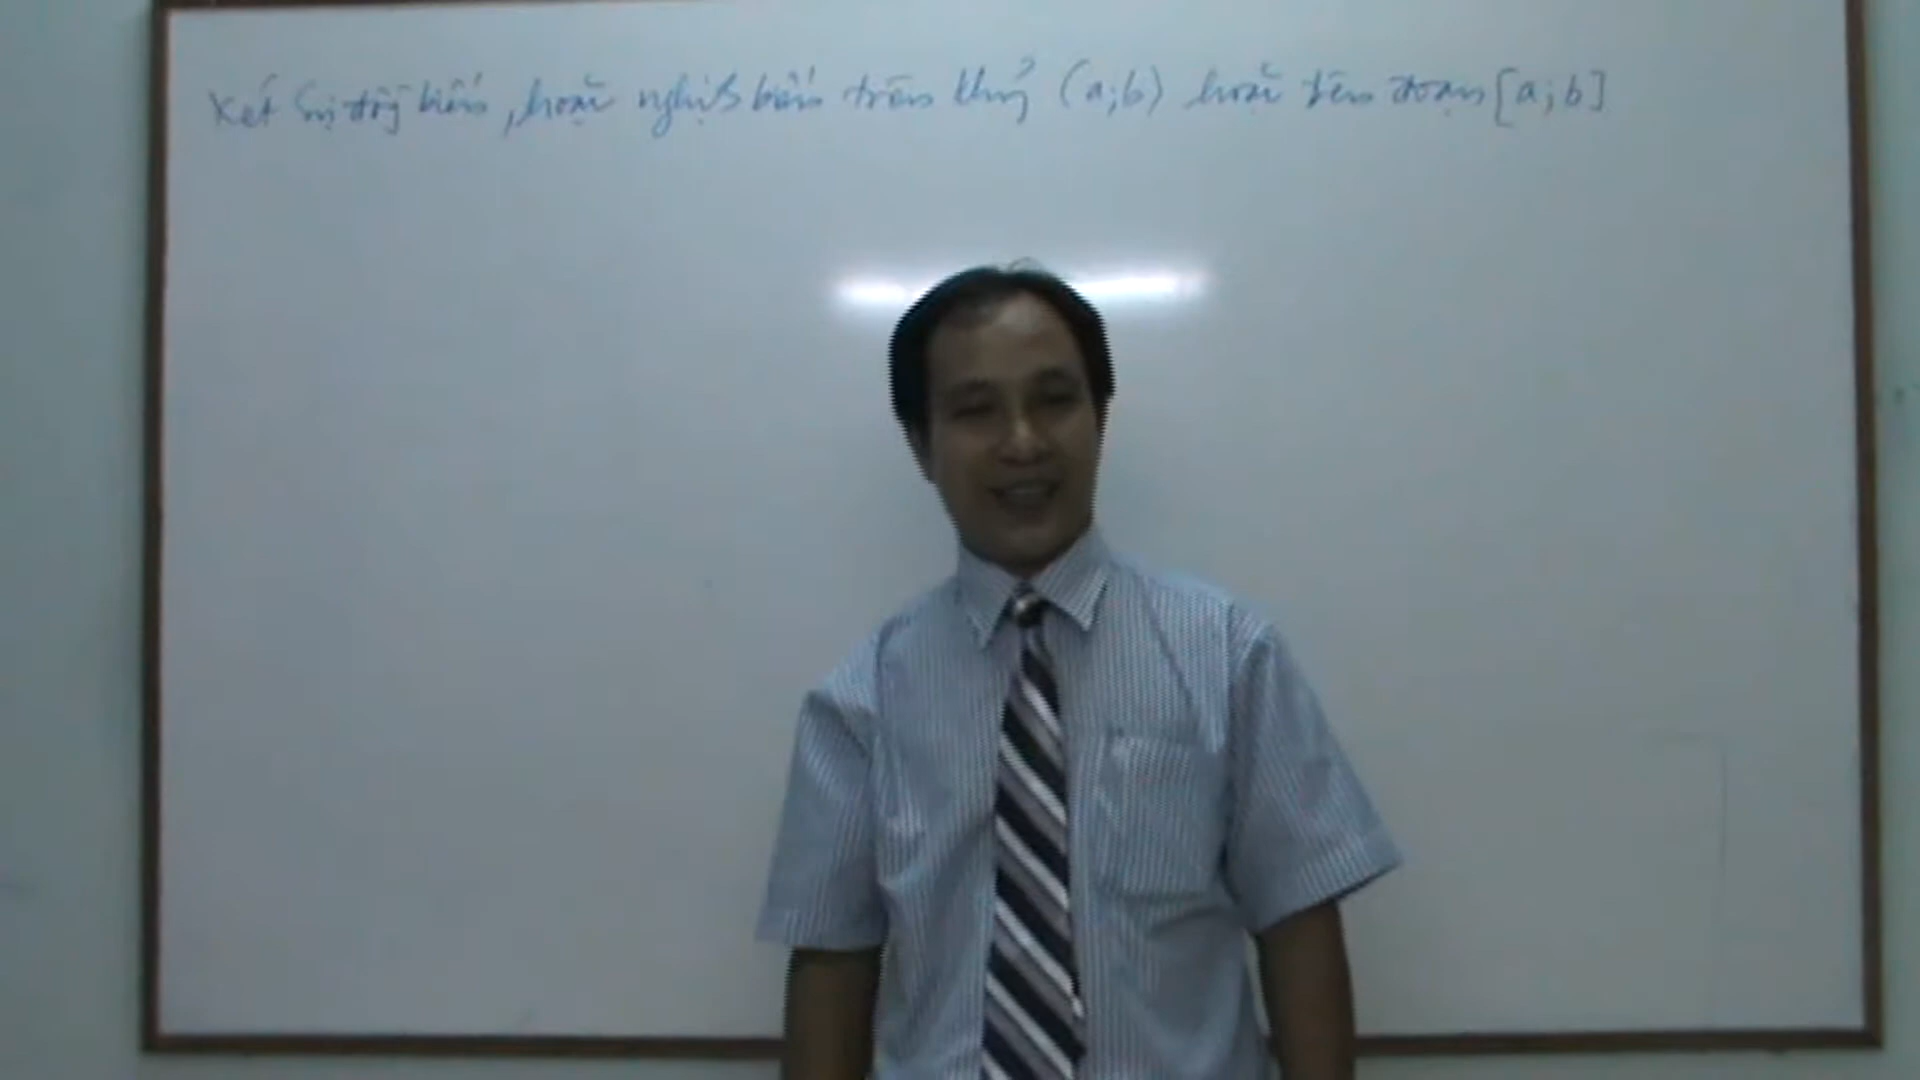 Xét sự đồng biến, hoặc nghịch biến trên khoảng (a;b) hoặc trên đoạn [a;b]